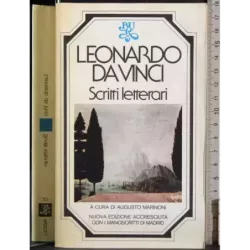 BUR
LEONARDO
DA VINCI
Scritti letterari
A CURA DI AUGUSTO MARINONI
NUOVA EDIZIONE ACCRESCIUTA
CON I MANOSCRITTI DI MADRID